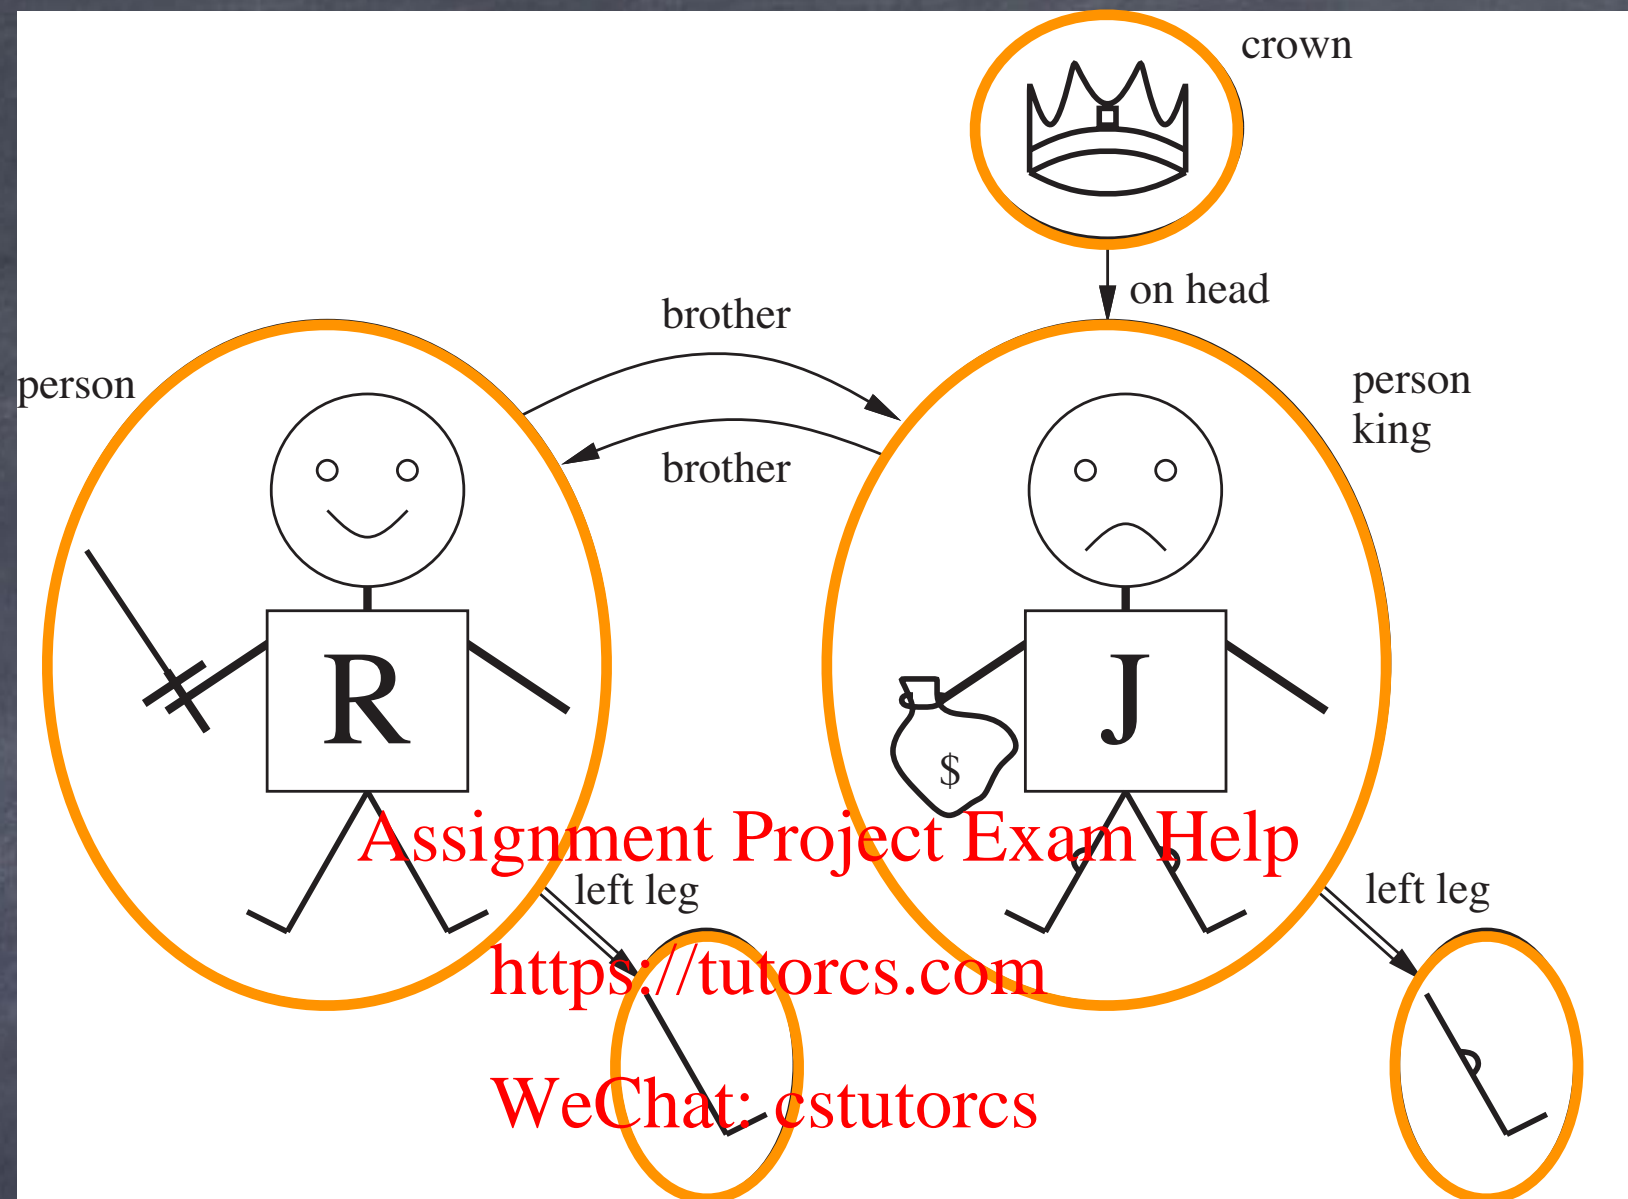 crown
on head
brother
person
person
king
brother
R
J
$
Assignment Project Exam Help
left leg
left leg
https://tutorcs.com
WeChat: cstutorcs